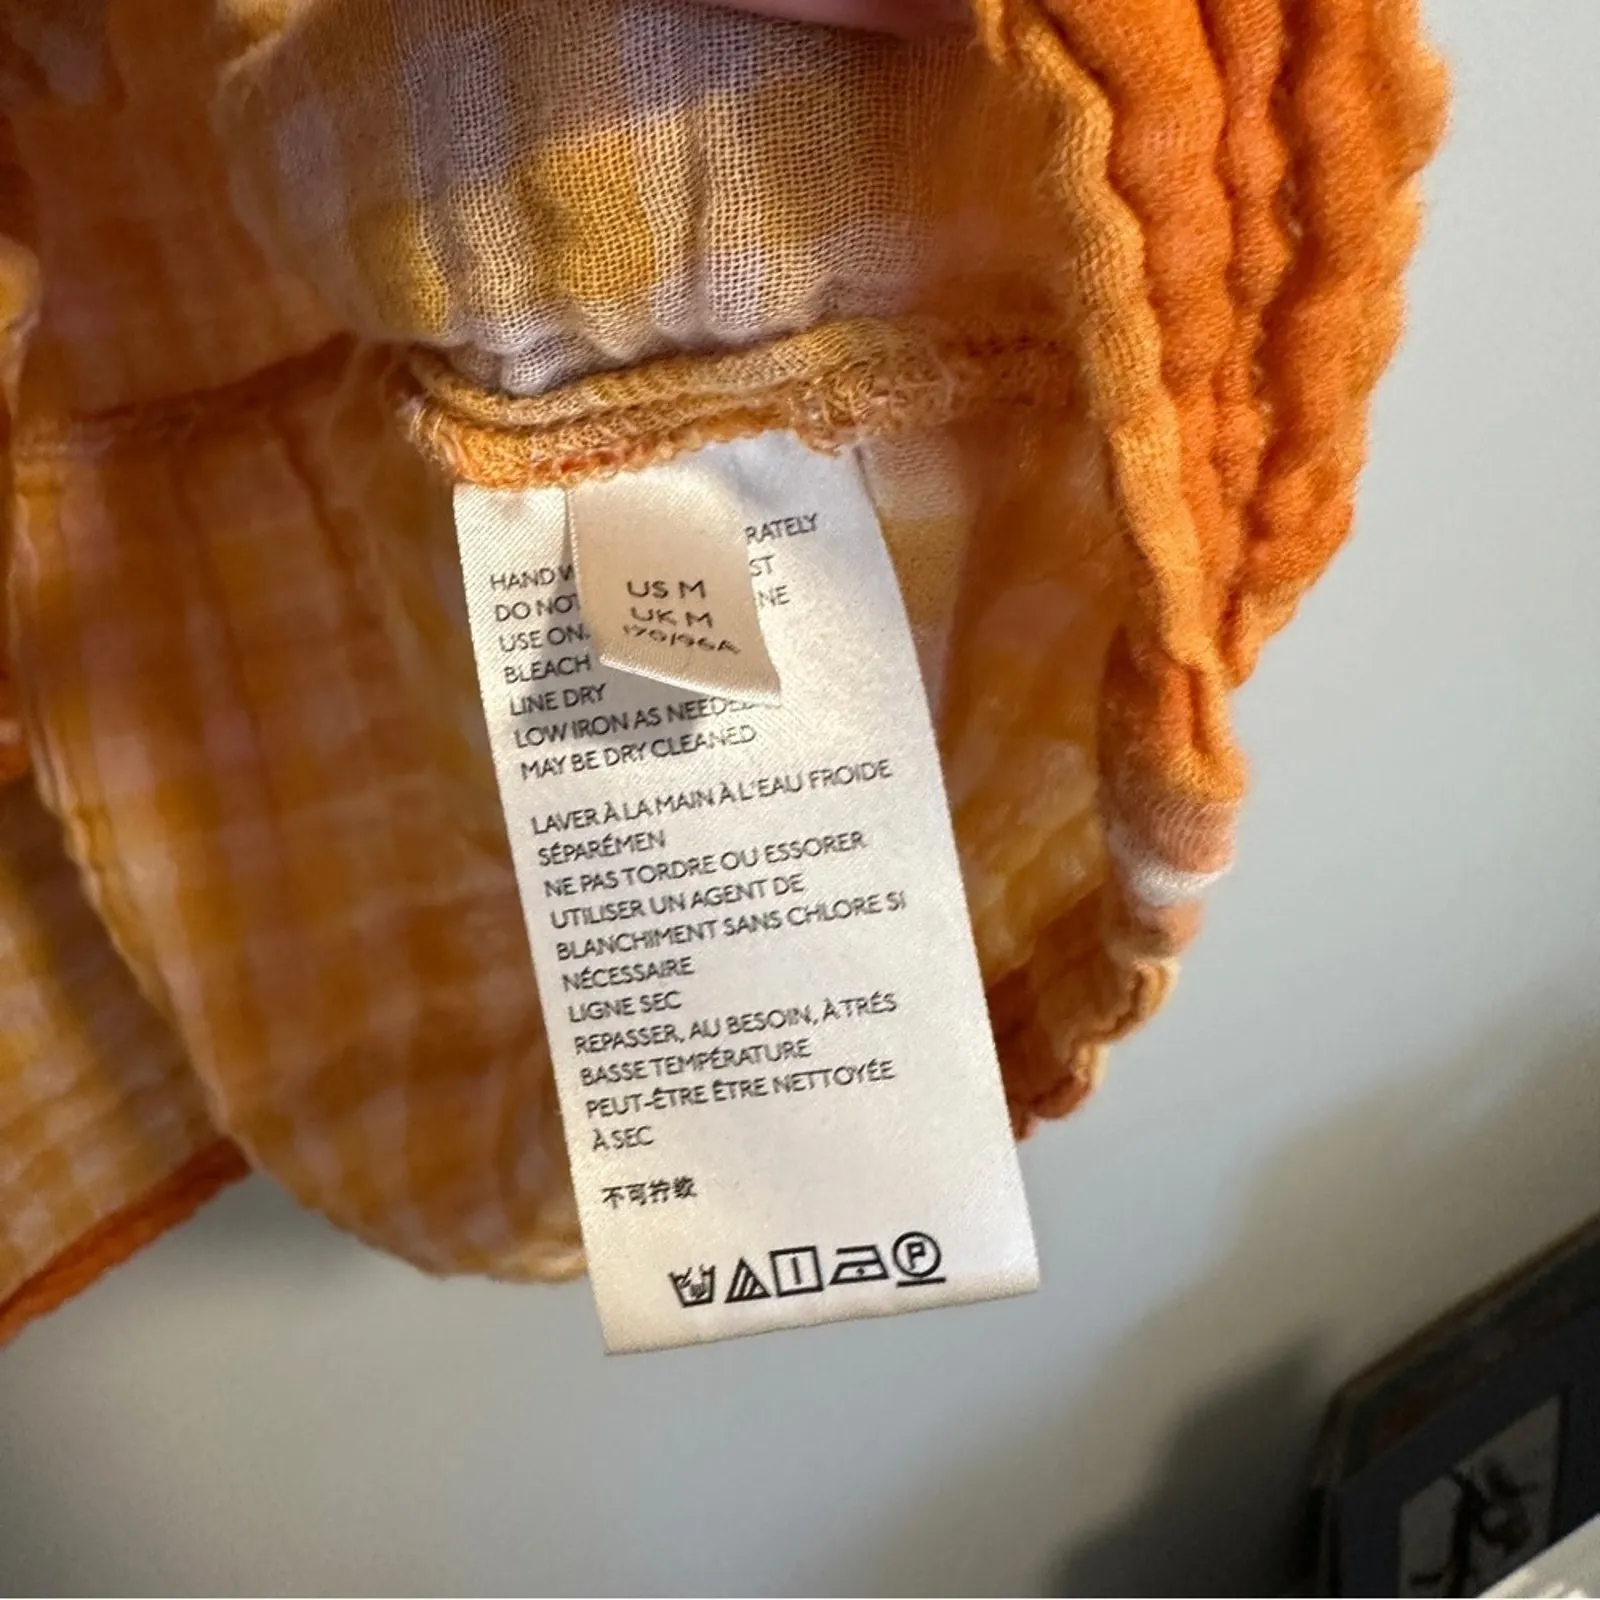 RATELY
HAND
ST
DO NOT
NE
USE ON
BLEACH
LINE DRY
LOW IRON AS NEEDED
MAY BE DRY CLEANED
US M
UK M
170/96A
LAVER À LA MAIN À L'EAU FROIDE
SÉPARÉMEN
NE PAS TORDRE OU ESSORER
UTILISER UN AGENT DE
BLANCHIMENT SANS CHLORE SI
NÉCESSAIRE
LIGNE SEC
REPASSER, AU BESOIN, À TRÉS
BASSE TEMPÉRATURE
PEUT-ÊTRE ÊTRE NETTOYÉE
À SEC
不可拧绞
P